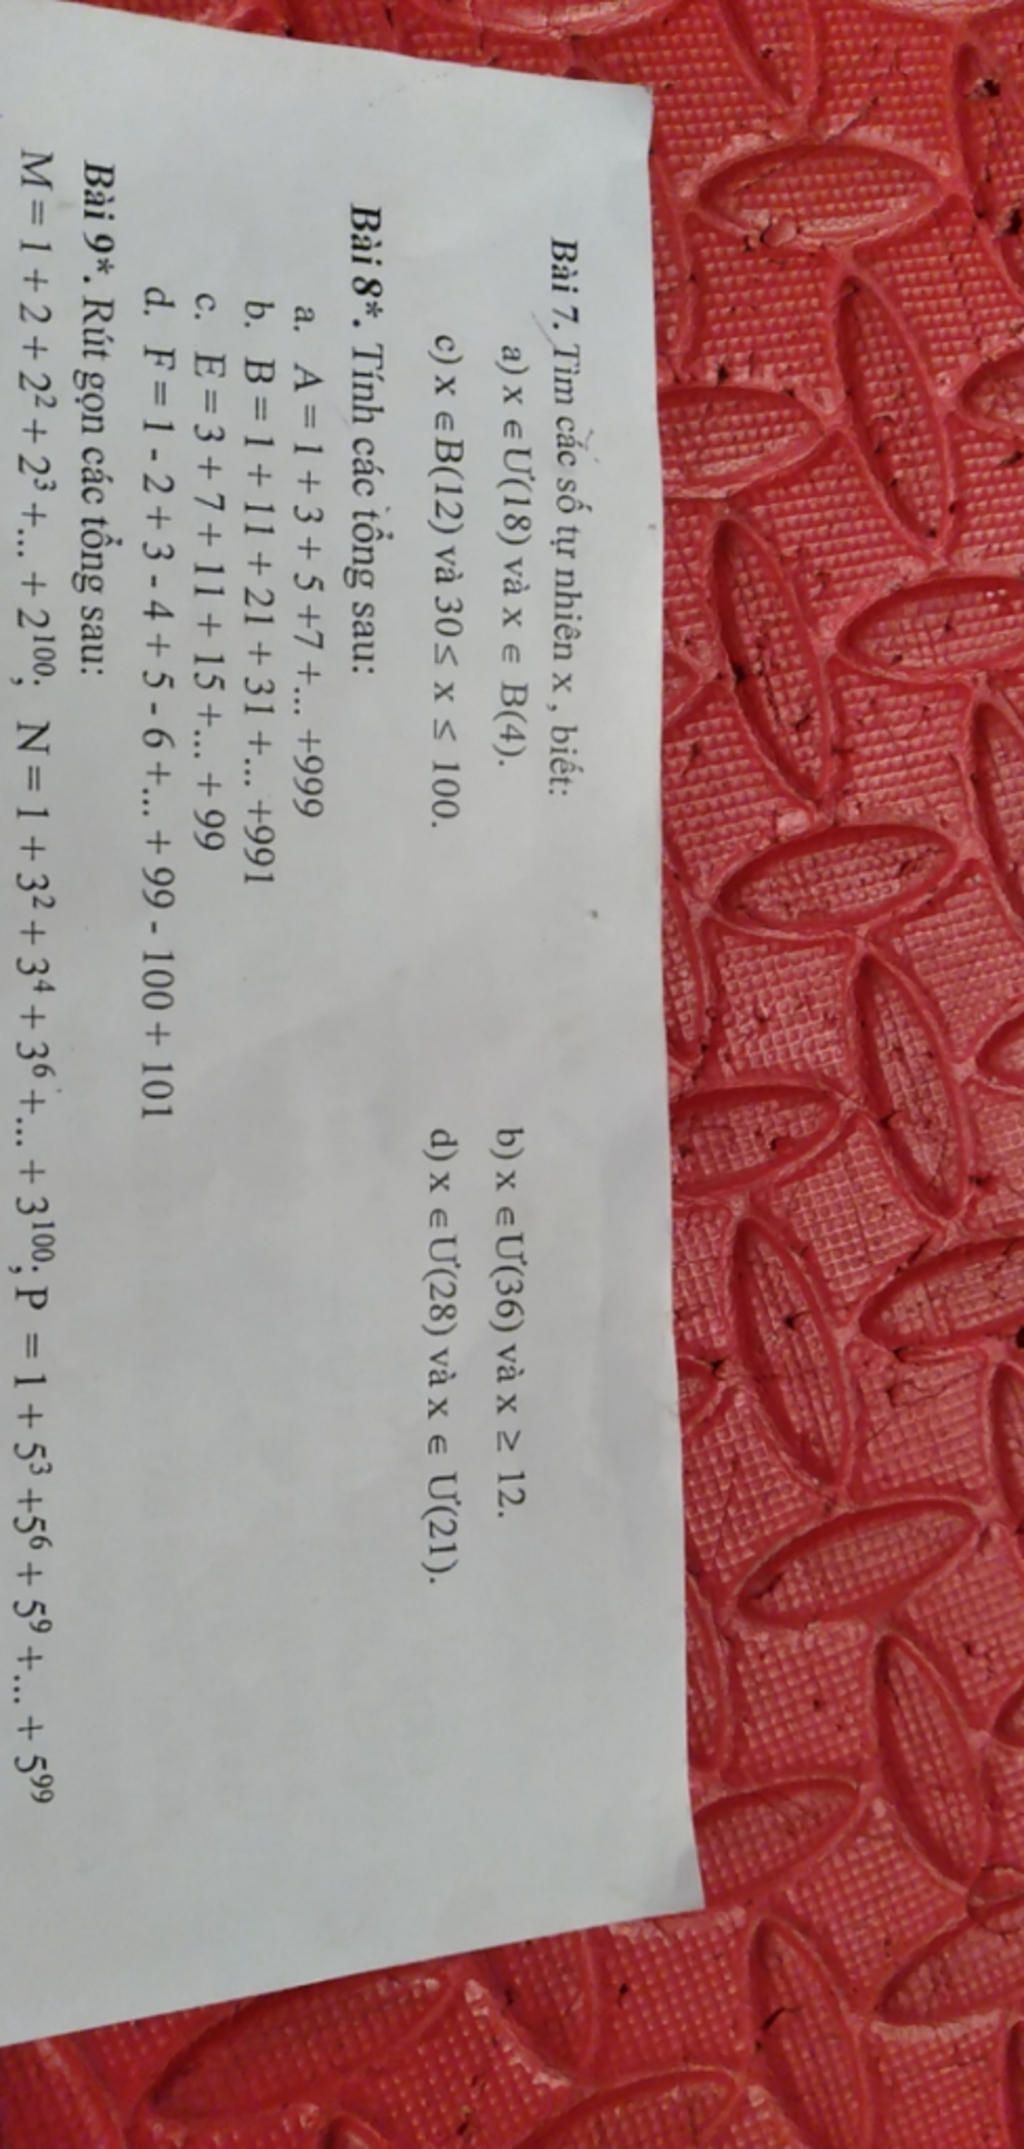 Bài 7. Tìm các số tự nhiên x , biết:
a) x ∈ Ư(18) và x ∈ B(4). b) x ∈ Ư(36) và x ≥ 12.
c) x ∈ B(12) và 30 ≤ x ≤ 100. d) x ∈ Ư(28) và x ∈ Ư(21).
Bài 8*. Tính các tổng sau:
a. A = 1 + 3 + 5 +7 +... +999
b. B = 1 + 11 + 21 + 31 +... +991
c. E = 3 + 7 + 11 + 15 +... + 99
d. F = 1 - 2 + 3 - 4 + 5 - 6 +... + 99 - 100 + 101
Bài 9*. Rút gọn các tổng sau:
M = 1 + 2 + 2² + 2³ +... + 2¹⁰⁰; N = 1 + 3² + 3⁴ + 3⁶ +... + 3¹⁰⁰; P = 1 + 5³ +5⁶ + 5⁹ +... + 5⁹⁹